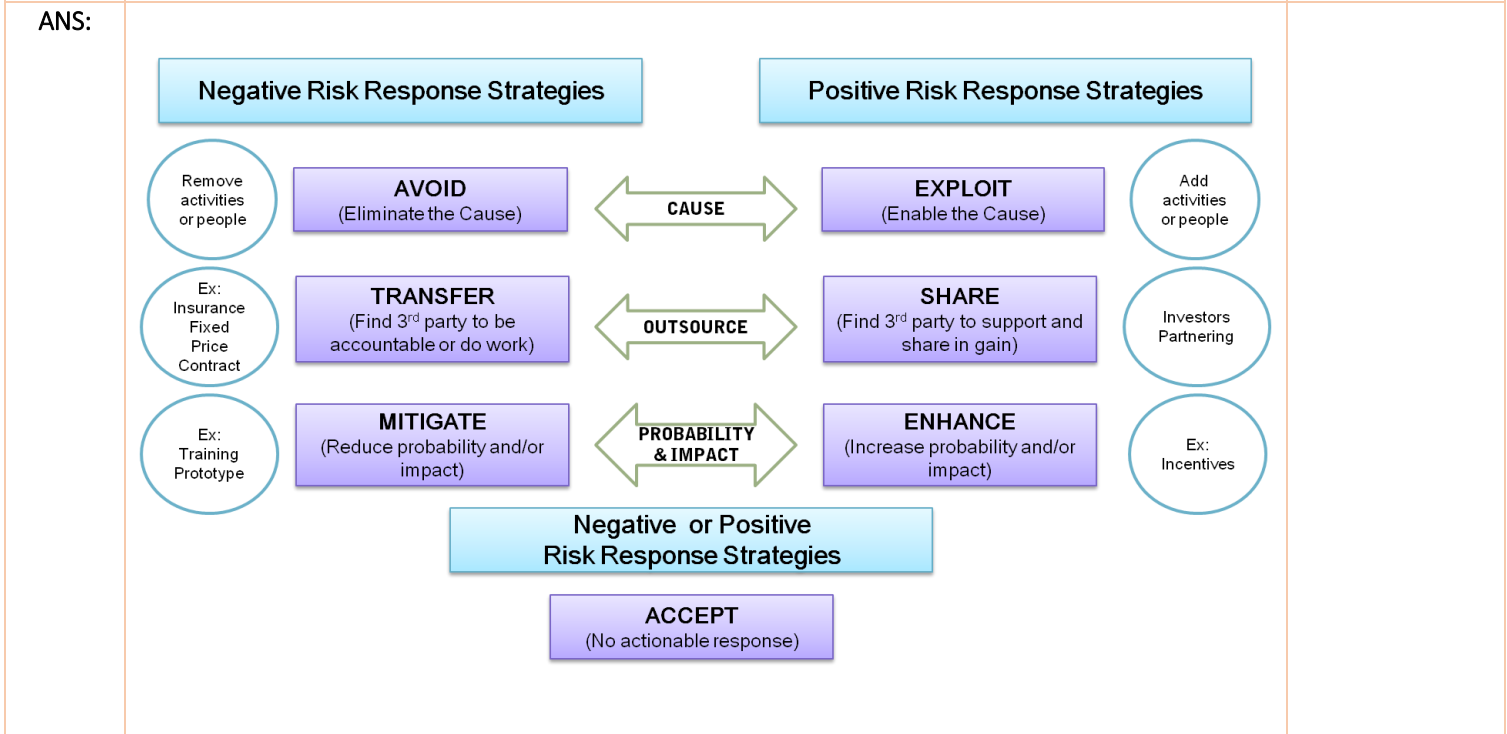 ANS:
Negative Risk Response Strategies
Positive Risk Response Strategies
Remove
activities
or people
AVOID
(Eliminate the Cause)
CAUSE
EXPLOIT
(Enable the Cause)
Add
activities
or people
Ex:
Insurance
Fixed
Price
Contract
TRANSFER
(Find 3rd party to be
accountable or do work)
OUTSOURCE
SHARE
(Find 3rd party to support and
share in gain)
Investors
Partnering
Ex:
Training
Prototype
MITIGATE
(Reduce probability and/or
impact)
PROBABILITY
& IMPACT
ENHANCE
(Increase probability and/or
impact)
Ex:
Incentives
Negative or Positive
Risk Response Strategies
ACCEPT
(No actionable response)